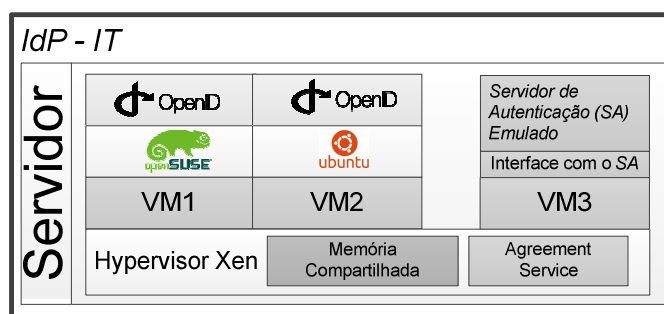 IdP - IT
Servidor
OpenID
OpenID
openSUSE
ubuntu
VM1
VM2
Servidor de
Autenticação (SA)
Emulado
Interface com o SA
VM3
Hypervisor Xen
Memória
Compartilhada
Agreement
Service